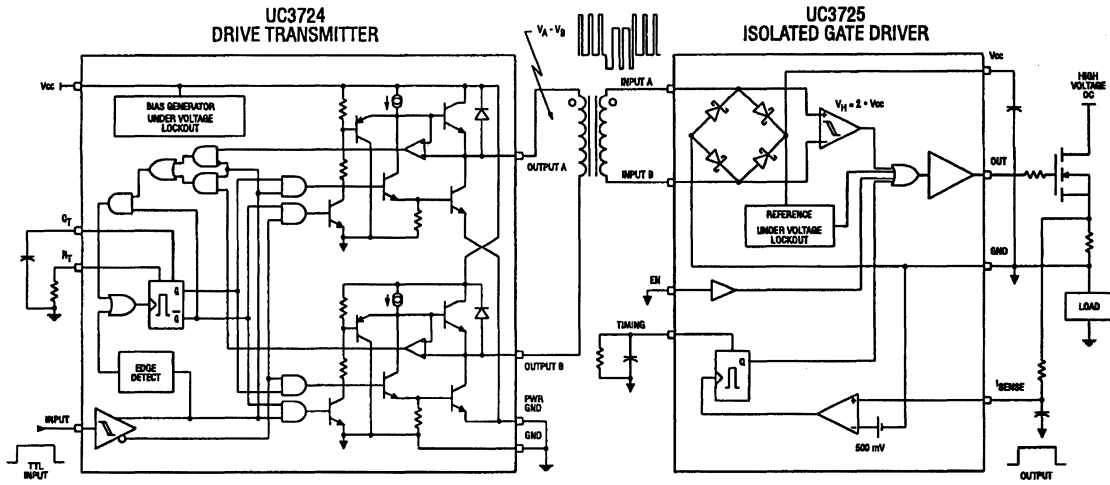 UC3724
DRIVE TRANSMITTER
Vcc
BIAS GENERATOR
UNDER VOLTAGE
LOCKOUT
CT
RT
Q
Q
EDGE
DETECT
INPUT
TTL
INPUT
OUTPUT A
OUTPUT B
PWR
GND
GND
VA - VB
UC3725
ISOLATED GATE DRIVER
INPUT A
INPUT B
VH = 2 • Vcc
+
−
REFERENCE
UNDER VOLTAGE
LOCKOUT
EN
TIMING
Q
+
−
500 mV
Vcc
OUT
GND
ISENSE
HIGH
VOLTAGE
DC
LOAD
OUTPUT